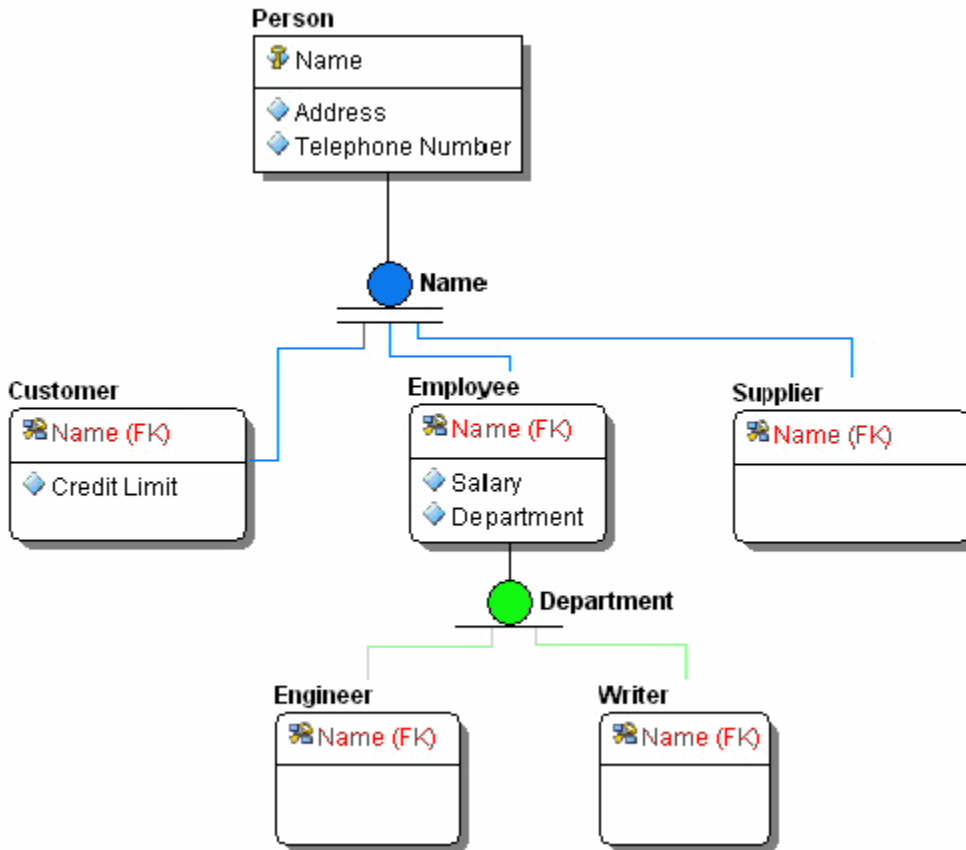 Person
Name
Address
Telephone Number
Name
Customer
Name (FK)
Credit Limit
Employee
Name (FK)
Salary
Department
Supplier
Name (FK)
Department
Engineer
Name (FK)
Writer
Name (FK)